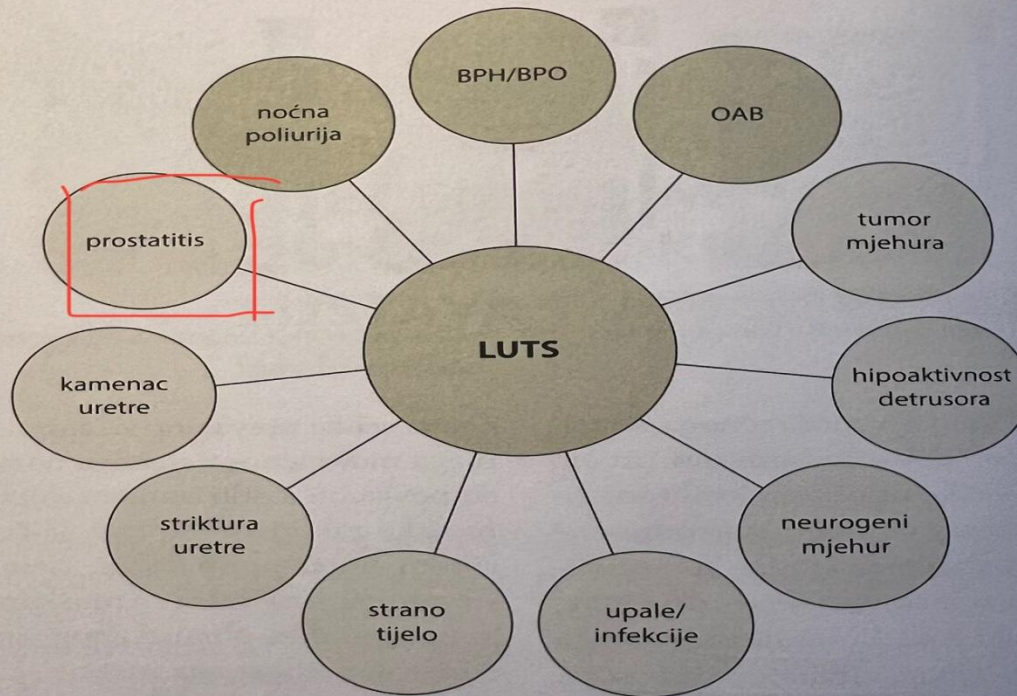 BPH/BPO
noćna
poliurija
OAB
prostatitis
tumor
mjehura
LUTS
kamenac
uretre
hipoaktivnost
detrusora
striktura
uretre
neurogeni
mjehur
strano
tijelo
upale/
infekcije